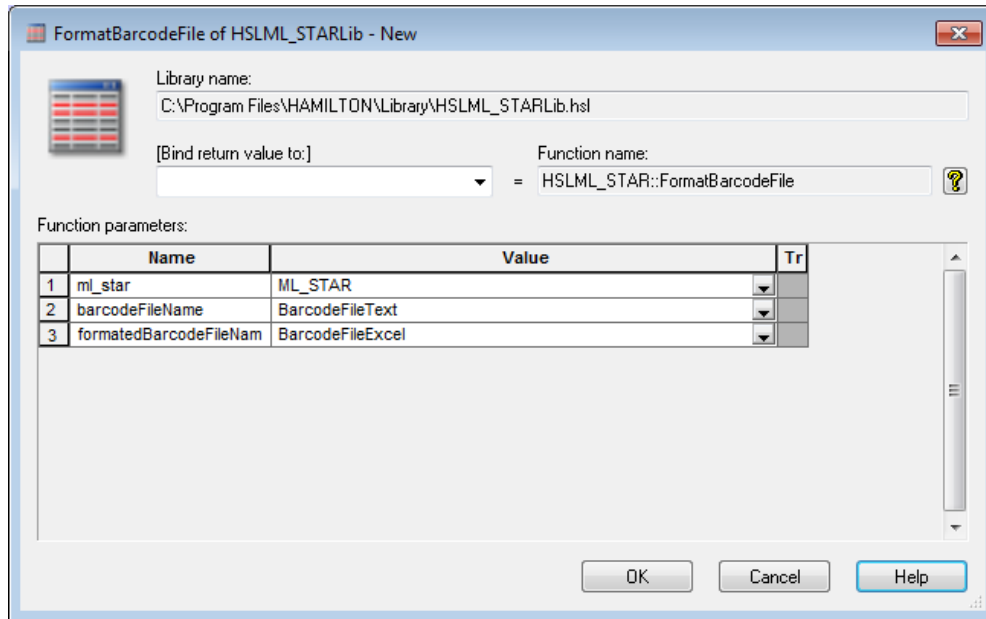 FormatBarcodeFile of HSLML_STARLib - New
Library name:
C:\Program Files\HAMILTON\Library\HSLML_STARLib.hsl
[Bind return value to:] Function name:
= HSLML_STAR::FormatBarcodeFile
Function parameters:
Name Value Tr
1 ml_star ML_STAR
2 barcodeFileName BarcodeFileText
3 formatedBarcodeFileNam BarcodeFileExcel
OK Cancel Help